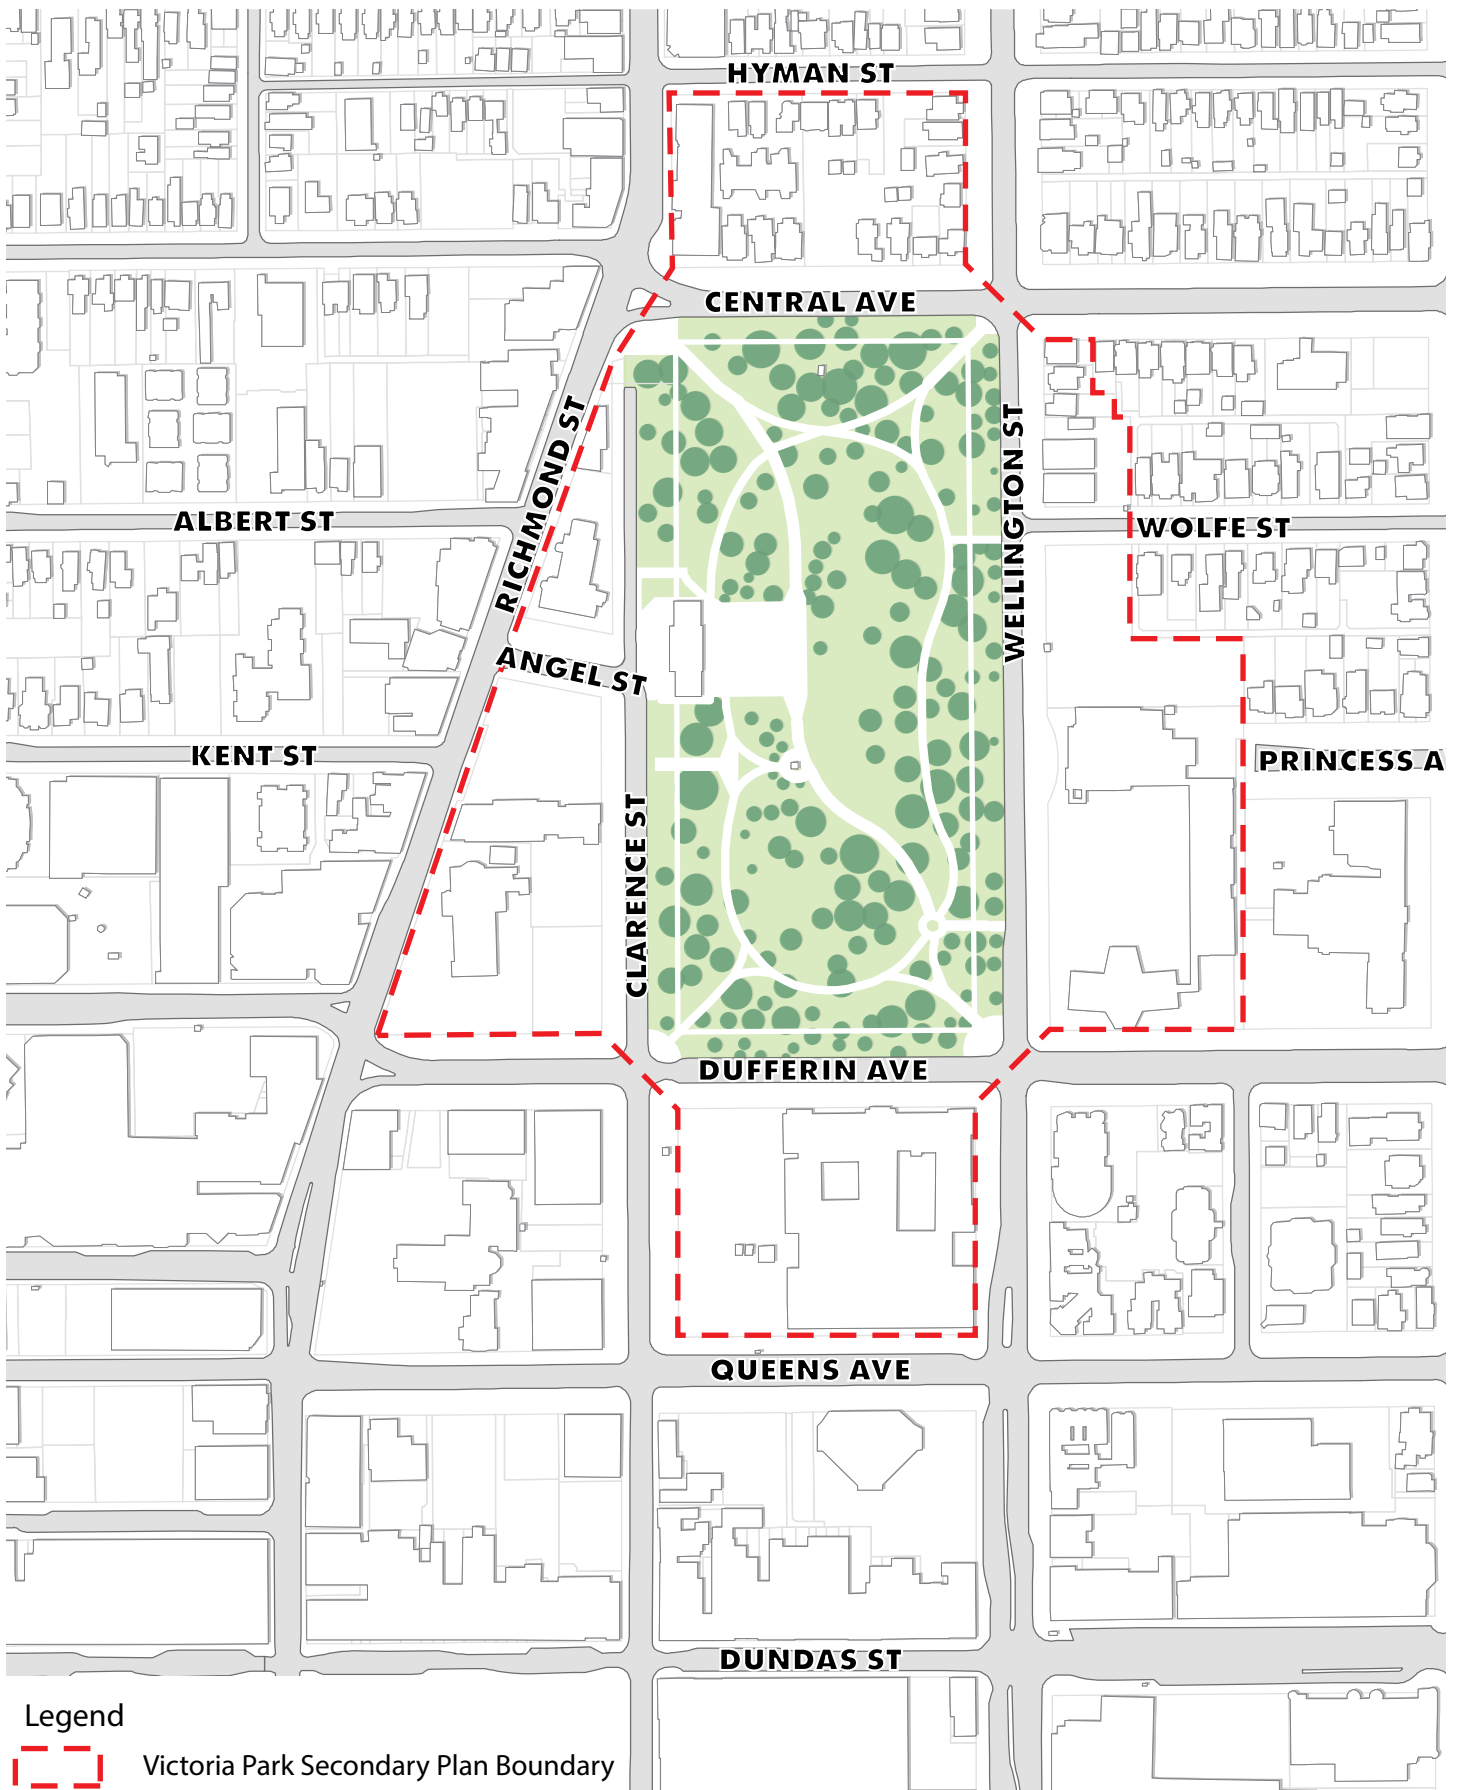 HYMAN ST
CENTRAL AVE
RICHMOND ST
WELLINGTON ST
ALBERT ST
WOLFE ST
ANGEL ST
KENT ST
PRINCESS A
CLARENCE ST
DUFFERIN AVE
QUEENS AVE
DUNDAS ST
Legend
Victoria Park Secondary Plan Boundary